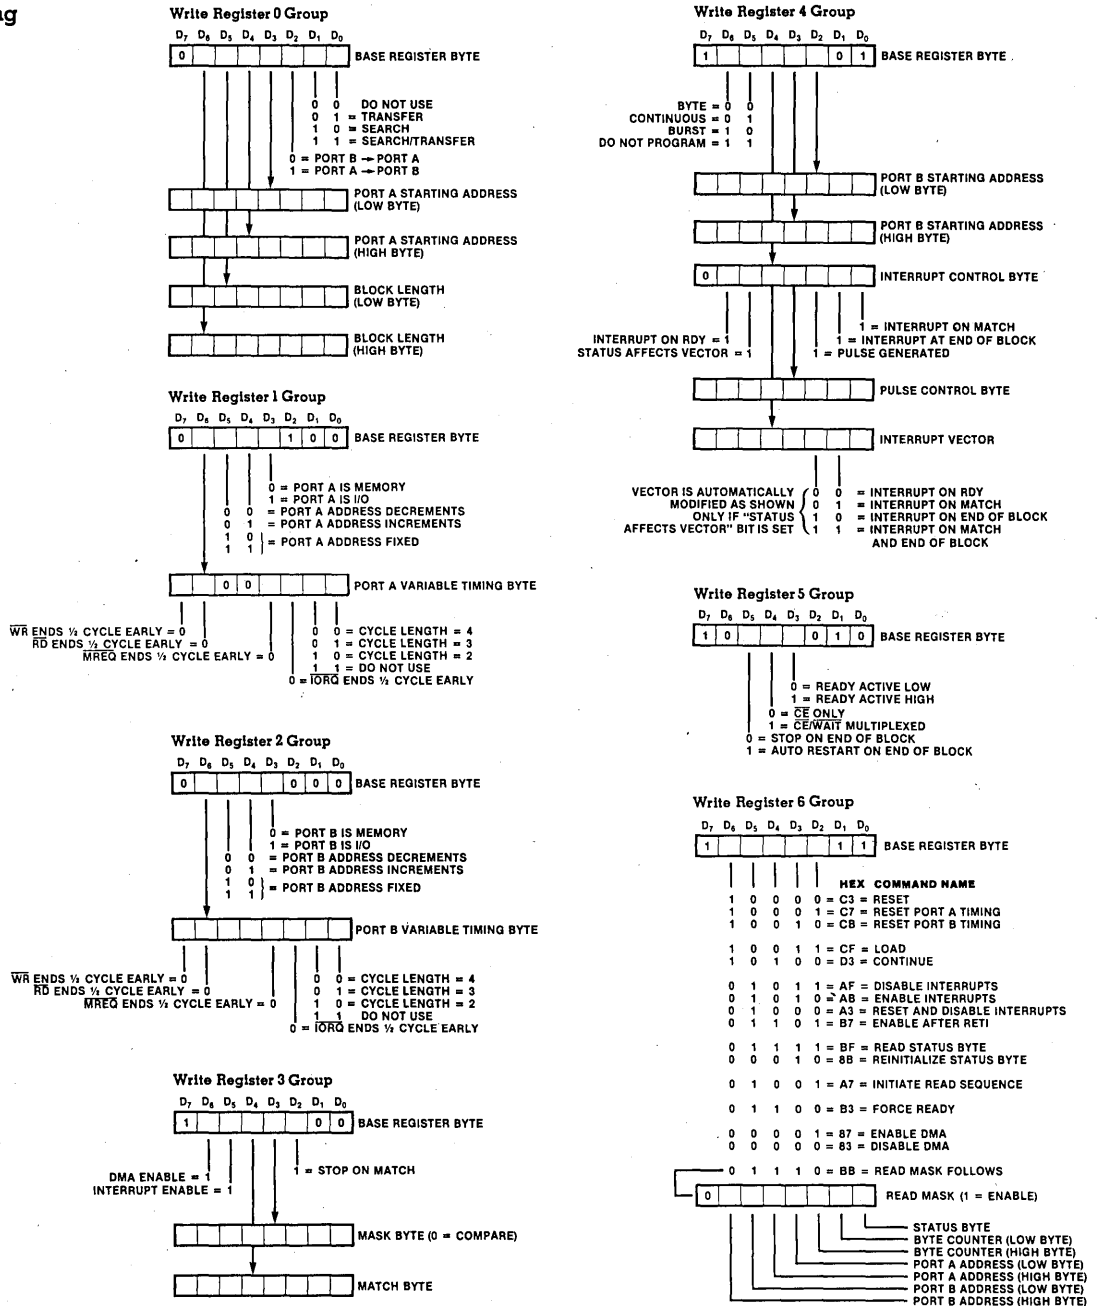 ng
Write Register 0 Group
D7 D6 D5 D4 D3 D2 D1 D0
0 BASE REGISTER BYTE
0 0 DO NOT USE
0 1 = TRANSFER
1 0 = SEARCH
1 1 = SEARCH/TRANSFER
0 = PORT B → PORT A
1 = PORT A → PORT B
PORT A STARTING ADDRESS
(LOW BYTE)
PORT A STARTING ADDRESS
(HIGH BYTE)
BLOCK LENGTH
(LOW BYTE)
BLOCK LENGTH
(HIGH BYTE)
Write Register 1 Group
D7 D6 D5 D4 D3 D2 D1 D0
0 1 0 0 BASE REGISTER BYTE
0 = PORT A IS MEMORY
1 = PORT A IS I/O
0 0 = PORT A ADDRESS DECREMENTS
0 1 = PORT A ADDRESS INCREMENTS
1 0
1 1 } = PORT A ADDRESS FIXED
0 0 PORT A VARIABLE TIMING BYTE
WR ENDS ½ CYCLE EARLY = 0
RD ENDS ½ CYCLE EARLY = 0
MREQ ENDS ½ CYCLE EARLY = 0
0 0 = CYCLE LENGTH = 4
0 1 = CYCLE LENGTH = 3
1 0 = CYCLE LENGTH = 2
1 1 = DO NOT USE
0 = IORQ ENDS ½ CYCLE EARLY
Write Register 2 Group
D7 D6 D5 D4 D3 D2 D1 D0
0 0 0 0 BASE REGISTER BYTE
0 = PORT B IS MEMORY
1 = PORT B IS I/O
0 0 = PORT B ADDRESS DECREMENTS
0 1 = PORT B ADDRESS INCREMENTS
1 0
1 1 } = PORT B ADDRESS FIXED
PORT B VARIABLE TIMING BYTE
WR ENDS ½ CYCLE EARLY = 0
RD ENDS ½ CYCLE EARLY = 0
MREQ ENDS ½ CYCLE EARLY = 0
0 0 = CYCLE LENGTH = 4
0 1 = CYCLE LENGTH = 3
1 0 = CYCLE LENGTH = 2
1 1 DO NOT USE
0 = IORQ ENDS ½ CYCLE EARLY
Write Register 3 Group
D7 D6 D5 D4 D3 D2 D1 D0
1 0 0 BASE REGISTER BYTE
DMA ENABLE = 1
INTERRUPT ENABLE = 1
1 = STOP ON MATCH
MASK BYTE (0 = COMPARE)
MATCH BYTE
Write Register 4 Group
D7 D6 D5 D4 D3 D2 D1 D0
1 0 1 BASE REGISTER BYTE
BYTE = 0 0
CONTINUOUS = 0 1
BURST = 1 0
DO NOT PROGRAM = 1 1
PORT B STARTING ADDRESS
(LOW BYTE)
PORT B STARTING ADDRESS
(HIGH BYTE)
0 INTERRUPT CONTROL BYTE
INTERRUPT ON RDY = 1
STATUS AFFECTS VECTOR = 1
1 = INTERRUPT ON MATCH
1 = INTERRUPT AT END OF BLOCK
1 = PULSE GENERATED
PULSE CONTROL BYTE
INTERRUPT VECTOR
VECTOR IS AUTOMATICALLY
MODIFIED AS SHOWN
ONLY IF "STATUS
AFFECTS VECTOR" BIT IS SET
0 0 = INTERRUPT ON RDY
0 1 = INTERRUPT ON MATCH
1 0 = INTERRUPT ON END OF BLOCK
1 1 = INTERRUPT ON MATCH
AND END OF BLOCK
Write Register 5 Group
D7 D6 D5 D4 D3 D2 D1 D0
1 0 0 1 0 BASE REGISTER BYTE
0 = READY ACTIVE LOW
1 = READY ACTIVE HIGH
0 = CE ONLY
1 = CE/WAIT MULTIPLEXED
0 = STOP ON END OF BLOCK
1 = AUTO RESTART ON END OF BLOCK
Write Register 6 Group
D7 D6 D5 D4 D3 D2 D1 D0
1 1 1 BASE REGISTER BYTE
HEX COMMAND NAME
1 0 0 0 0 = C3 = RESET
1 0 0 0 1 = C7 = RESET PORT A TIMING
1 0 0 1 0 = CB = RESET PORT B TIMING
1 0 0 1 1 = CF = LOAD
1 0 1 0 0 = D3 = CONTINUE
0 1 0 1 1 = AF = DISABLE INTERRUPTS
0 1 0 1 0 = AB = ENABLE INTERRUPTS
0 1 0 0 0 = A3 = RESET AND DISABLE INTERRUPTS
0 1 1 0 1 = B7 = ENABLE AFTER RETI
0 1 1 1 1 = BF = READ STATUS BYTE
0 0 0 1 0 = 8B = REINITIALIZE STATUS BYTE
0 1 0 0 1 = A7 = INITIATE READ SEQUENCE
0 1 1 0 0 = B3 = FORCE READY
0 0 0 0 1 = 87 = ENABLE DMA
0 0 0 0 0 = 83 = DISABLE DMA
0 1 1 1 0 = BB = READ MASK FOLLOWS
0 READ MASK (1 = ENABLE)
STATUS BYTE
BYTE COUNTER (LOW BYTE)
BYTE COUNTER (HIGH BYTE)
PORT A ADDRESS (LOW BYTE)
PORT A ADDRESS (HIGH BYTE)
PORT B ADDRESS (LOW BYTE)
PORT B ADDRESS (HIGH BYTE)